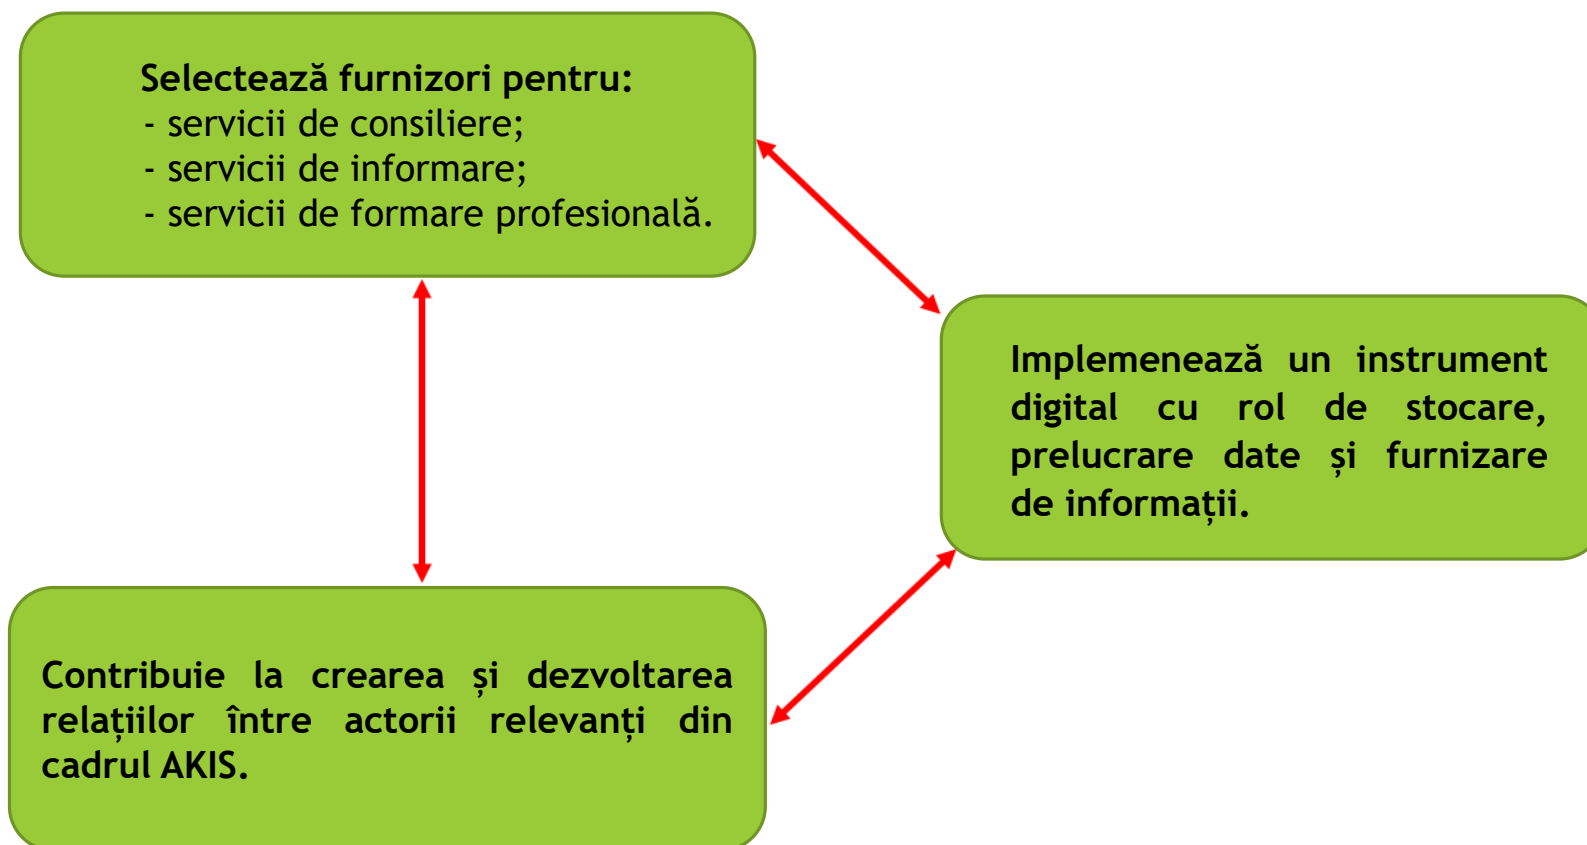 Selectează furnizori pentru:
- servicii de consiliere;
- servicii de informare;
- servicii de formare profesională.
Implemenează un instrument
digital cu rol de stocare,
prelucrare date și furnizare
de informații.
Contribuie la crearea și dezvoltarea
relațiilor între actorii relevanți din
cadrul AKIS.